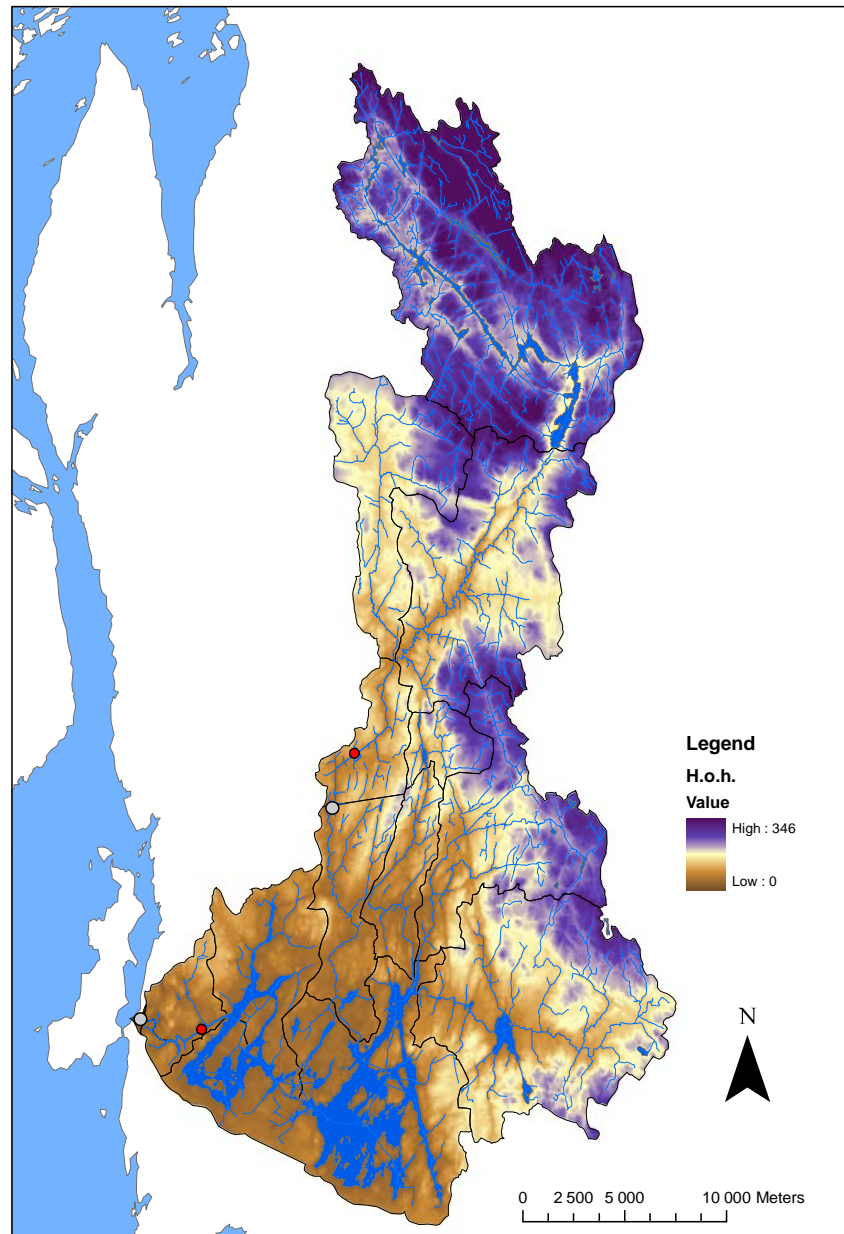 Legend
H.o.h.
Value
High : 346
Low : 0
N
0 2 500 5 000 10 000 Meters